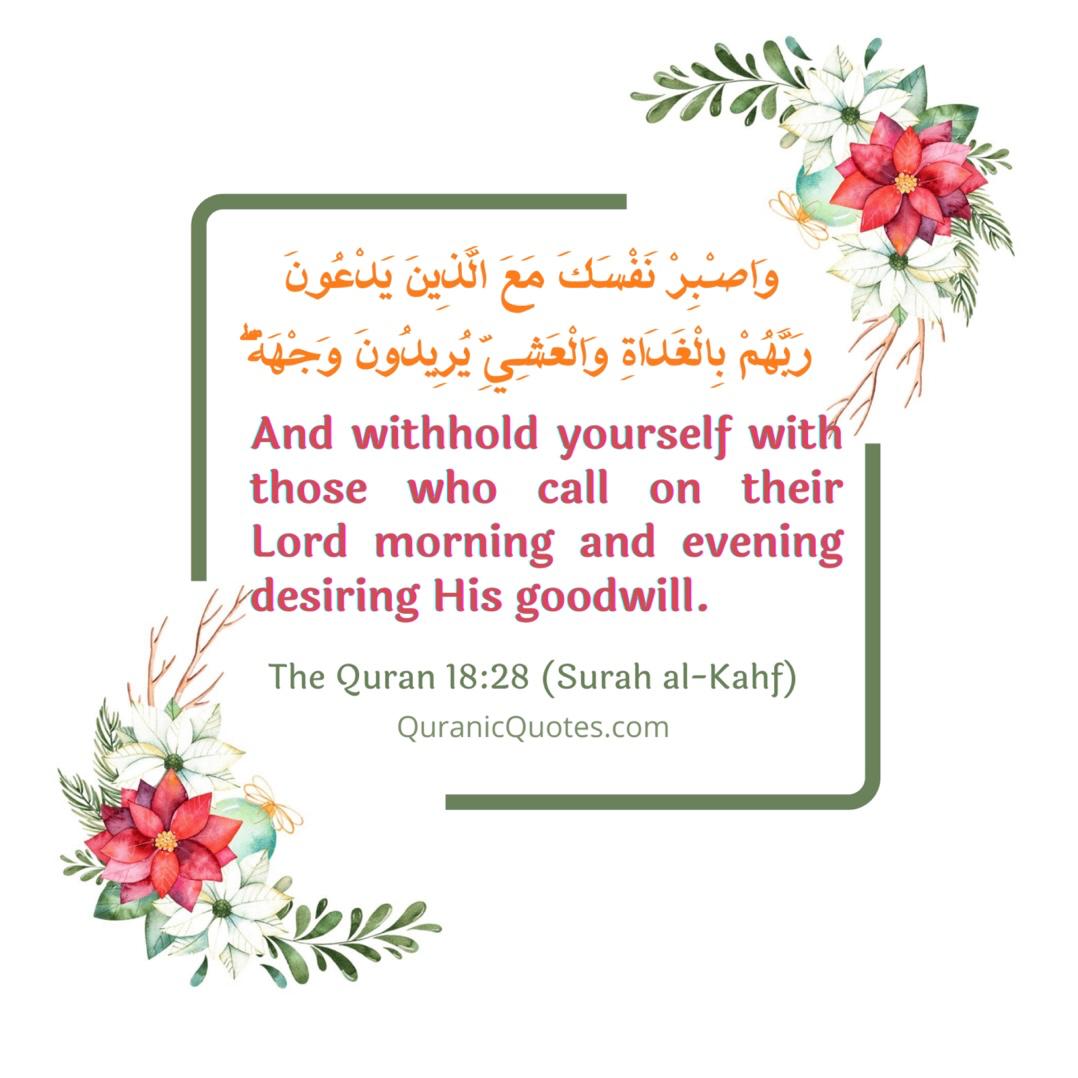 وَاصْبِرْ نَفْسَكَ مَعَ الَّذِينَ يَدْعُونَ
رَبَّهُمْ بِالْغَدَاةِ وَالْعَشِيِّ يُرِيدُونَ وَجْهَهُ ۖ
And withhold yourself with
those who call on their
Lord morning and evening
desiring His goodwill.
The Quran 18:28 (Surah al-Kahf)
QuranicQuotes.com